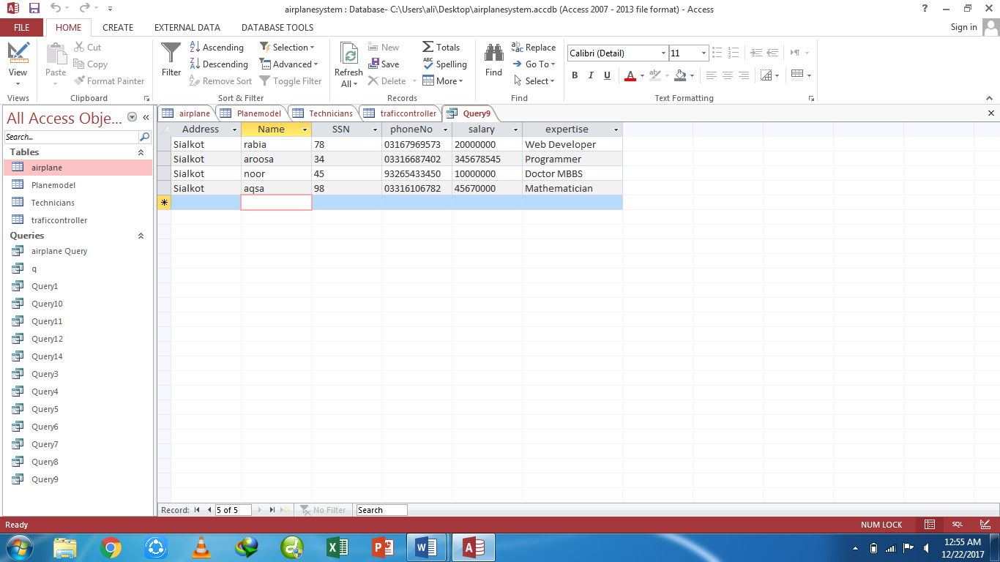 airplanesystem : Database- C:\Users\ali\Desktop\airplanesystem.accdb (Access 2007 - 2013 file format) - Access
FILE HOME CREATE EXTERNAL DATA DATABASE TOOLS Sign in
Cut Ascending Selection New Totals Replace Calibri (Detail) 11
Copy Descending Advanced Save Spelling Go To
View Paste Format Painter Filter Remove Sort Toggle Filter Refresh All Delete More Find Select B I U A
Views Clipboard Sort & Filter Records Find Text Formatting
All Access Obje...
Search...
Tables
airplane
Planemodel
Technicians
traficcontroller
Queries
airplane Query
q
Query1
Query10
Query11
Query12
Query14
Query3
Query4
Query5
Query6
Query7
Query8
Query9
airplane Planemodel Technicians traficcontroller Query9
Address Name SSN phoneNo salary expertise
Sialkot rabia 78 03167969573 20000000 Web Developer
Sialkot aroosa 34 03316687402 345678545 Programmer
Sialkot noor 45 93265433450 10000000 Doctor MBBS
Sialkot aqsa 98 03316106782 45670000 Mathematician
Record: 5 of 5 No Filter Search
Ready NUM LOCK SQL
12:55 AM
12/22/2017